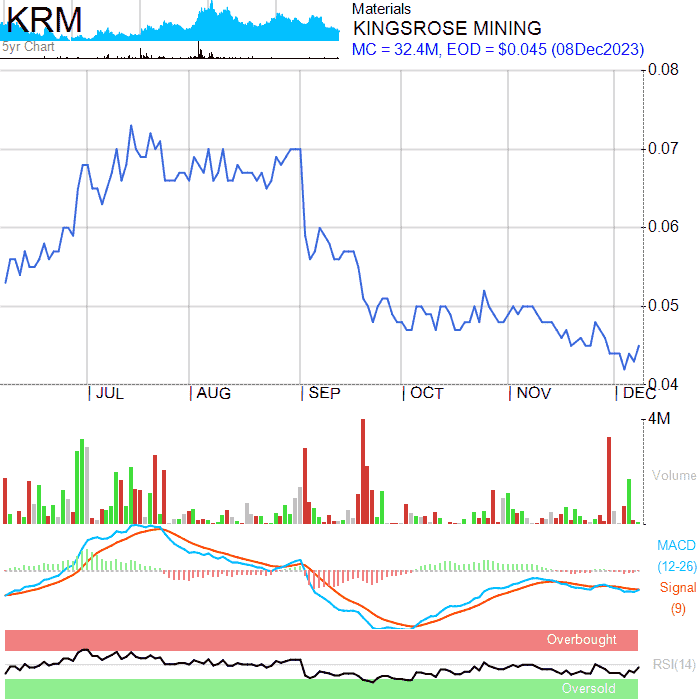 KRM
5yr Chart
Materials
KINGSROSE MINING
MC = 32.4M, EOD = $0.045 (08Dec2023)
0.08
0.07
0.06
0.05
0.04
JUL AUG SEP OCT NOV DEC
4M
Volume
MACD
(12-26)
Signal
(9)
Overbought
RSI(14)
Oversold